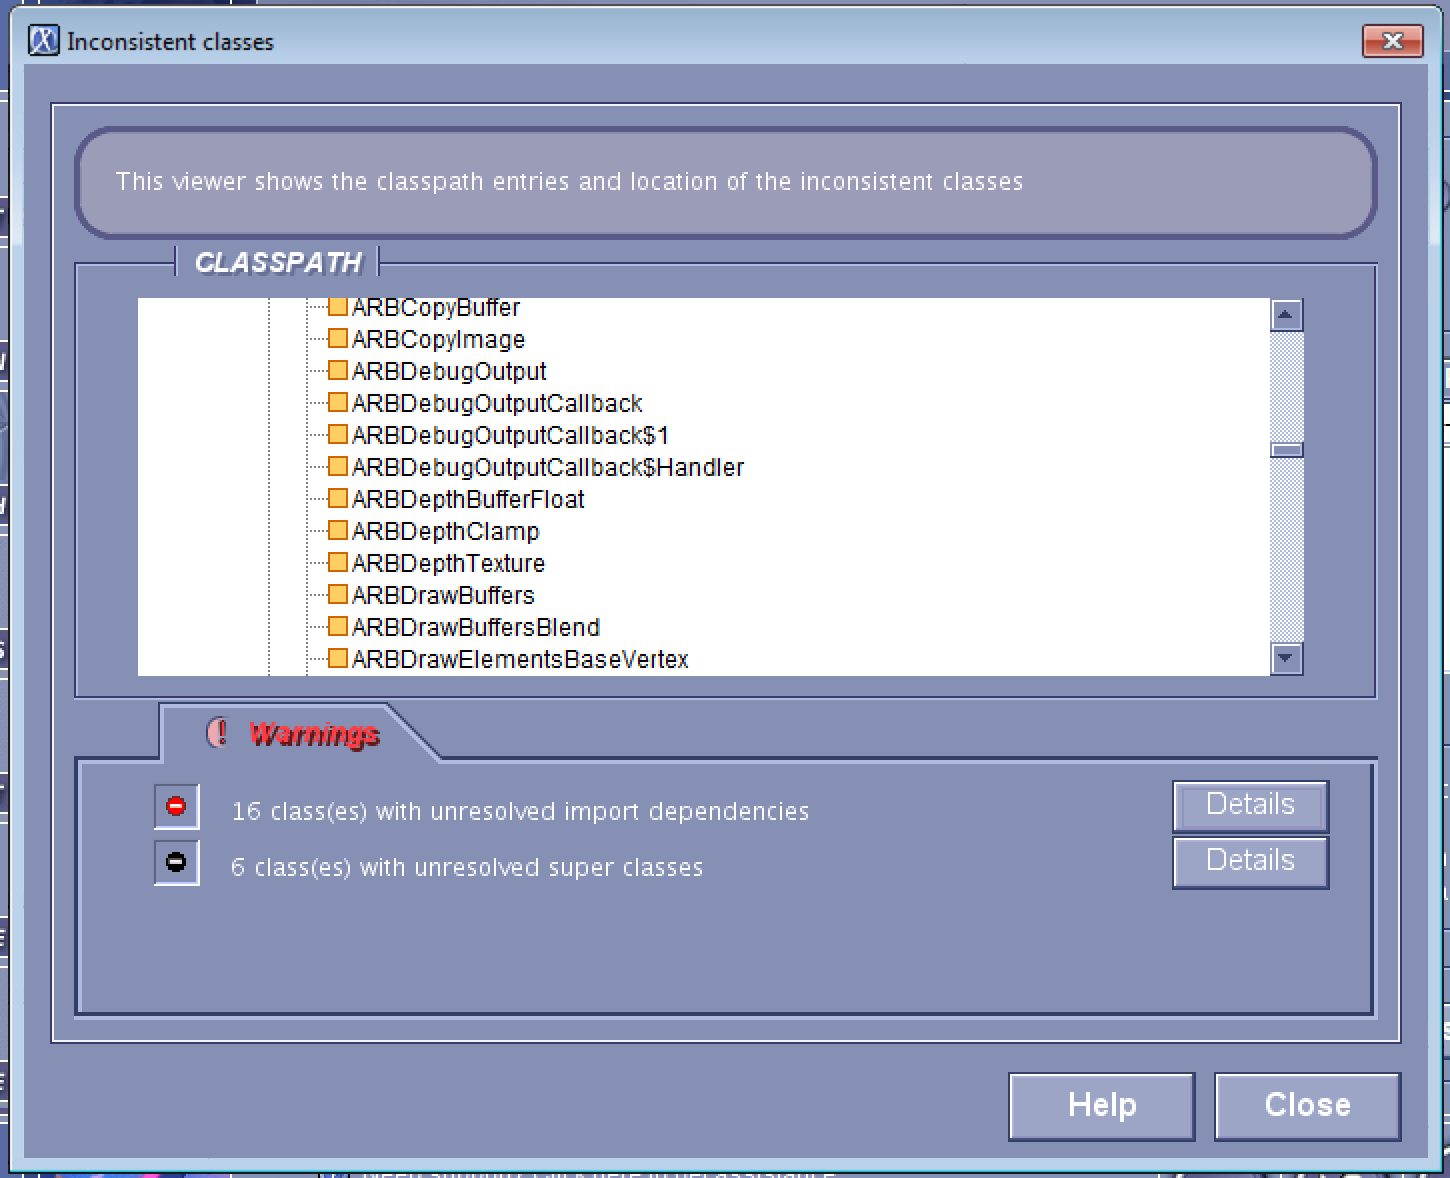 Inconsistent classes
This viewer shows the classpath entries and location of the inconsistent classes
CLASSPATH
ARBCopyBuffer
ARBCopyImage
ARBDebugOutput
ARBDebugOutputCallback
ARBDebugOutputCallback$1
ARBDebugOutputCallback$Handler
ARBDepthBufferFloat
ARBDepthClamp
ARBDepthTexture
ARBDrawBuffers
ARBDrawBuffersBlend
ARBDrawElementsBaseVertex
! Warnings
16 class(es) with unresolved import dependencies Details
6 class(es) with unresolved super classes Details
Help Close